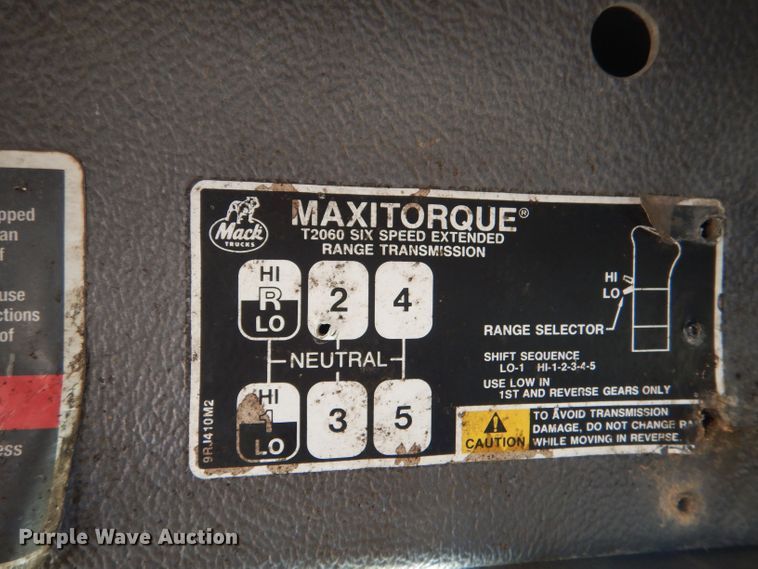 pped
an
f
use
ctions
of
ess
Mack
TRUCKS
MAXITORQUE®
T2060 SIX SPEED EXTENDED
RANGE TRANSMISSION
HI
R
LO
2
4
NEUTRAL
HI
1
LO
3
5
HI
LO
RANGE SELECTOR
SHIFT SEQUENCE
LO-1 HI-1-2-3-4-5
USE LOW IN
1ST AND REVERSE GEARS ONLY
CAUTION
TO AVOID TRANSMISSION
DAMAGE, DO NOT CHANGE RA
WHILE MOVING IN REVERSE.
9RJ410M2
Purple Wave Auction